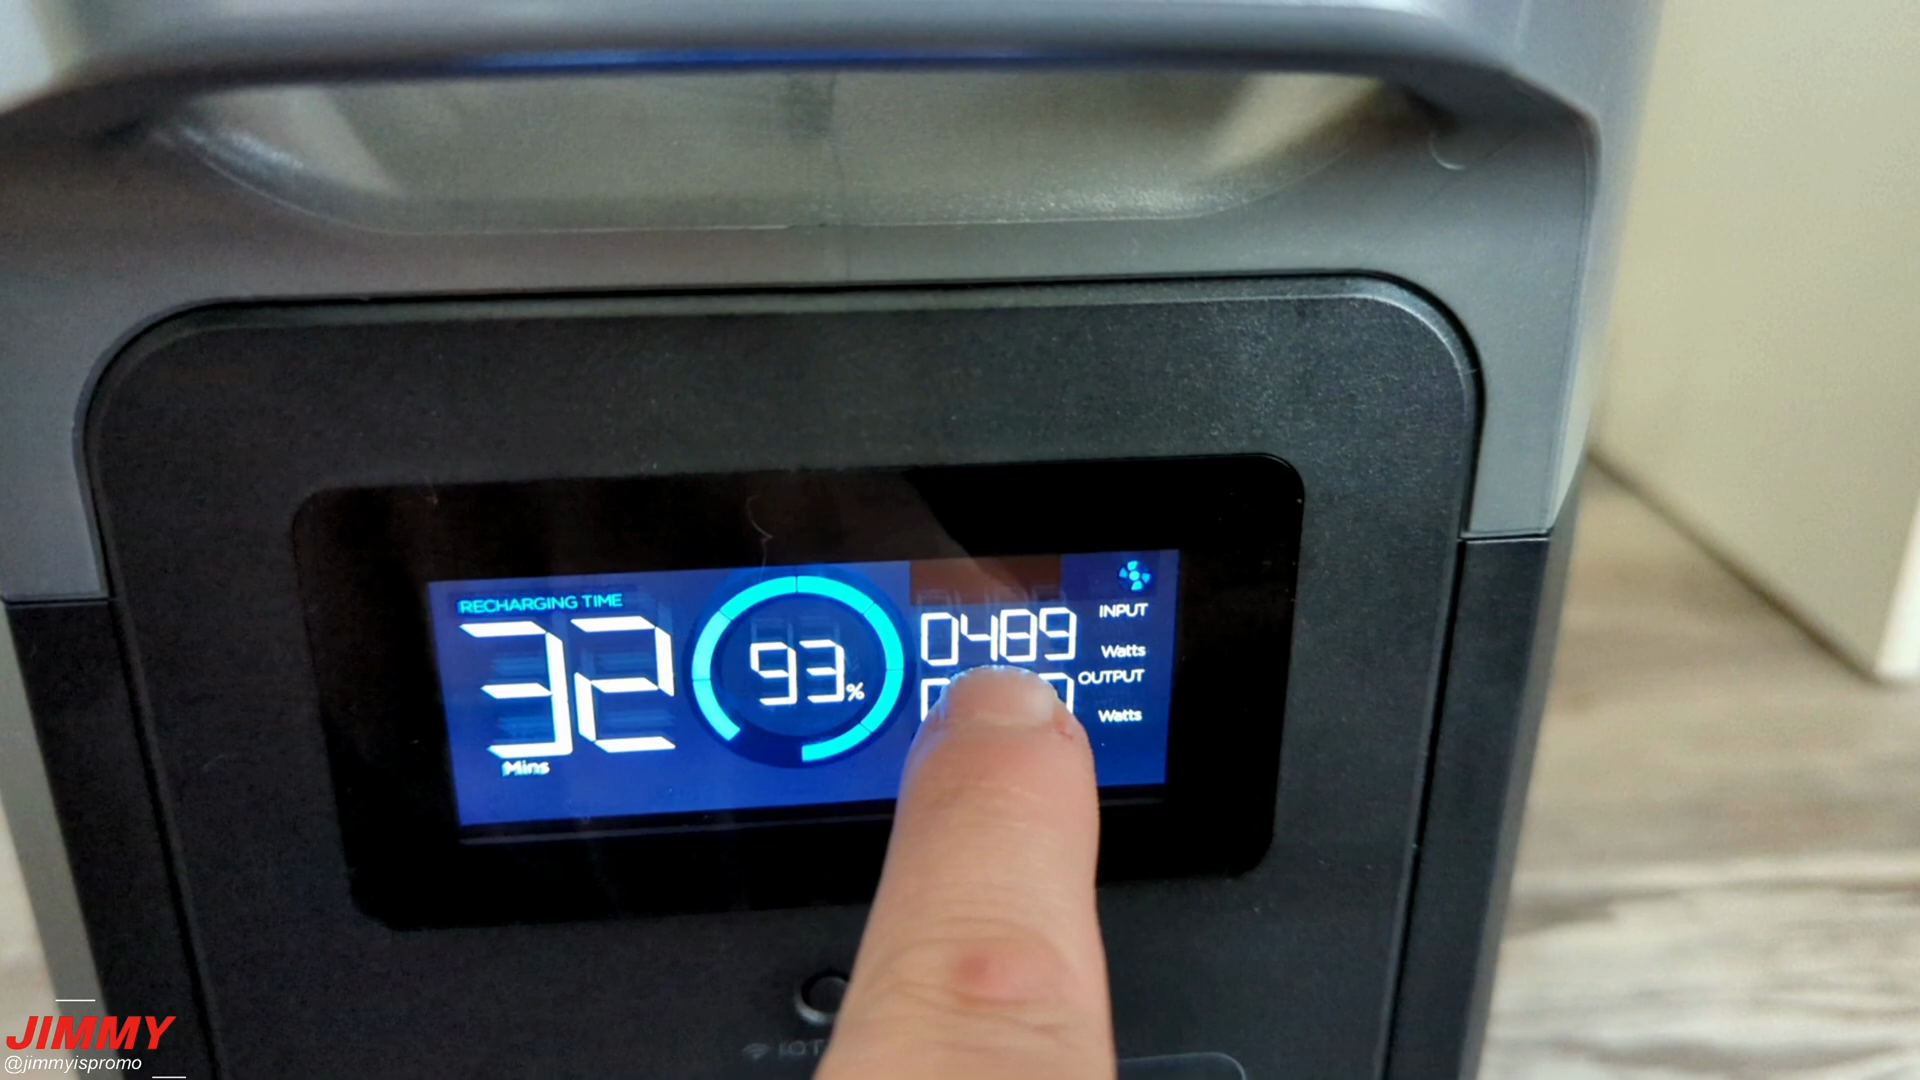 RECHARGING TIME
32
Mins
93%
0489
INPUT
Watts
OUTPUT
Watts
JIMMY
@jimmyispromo